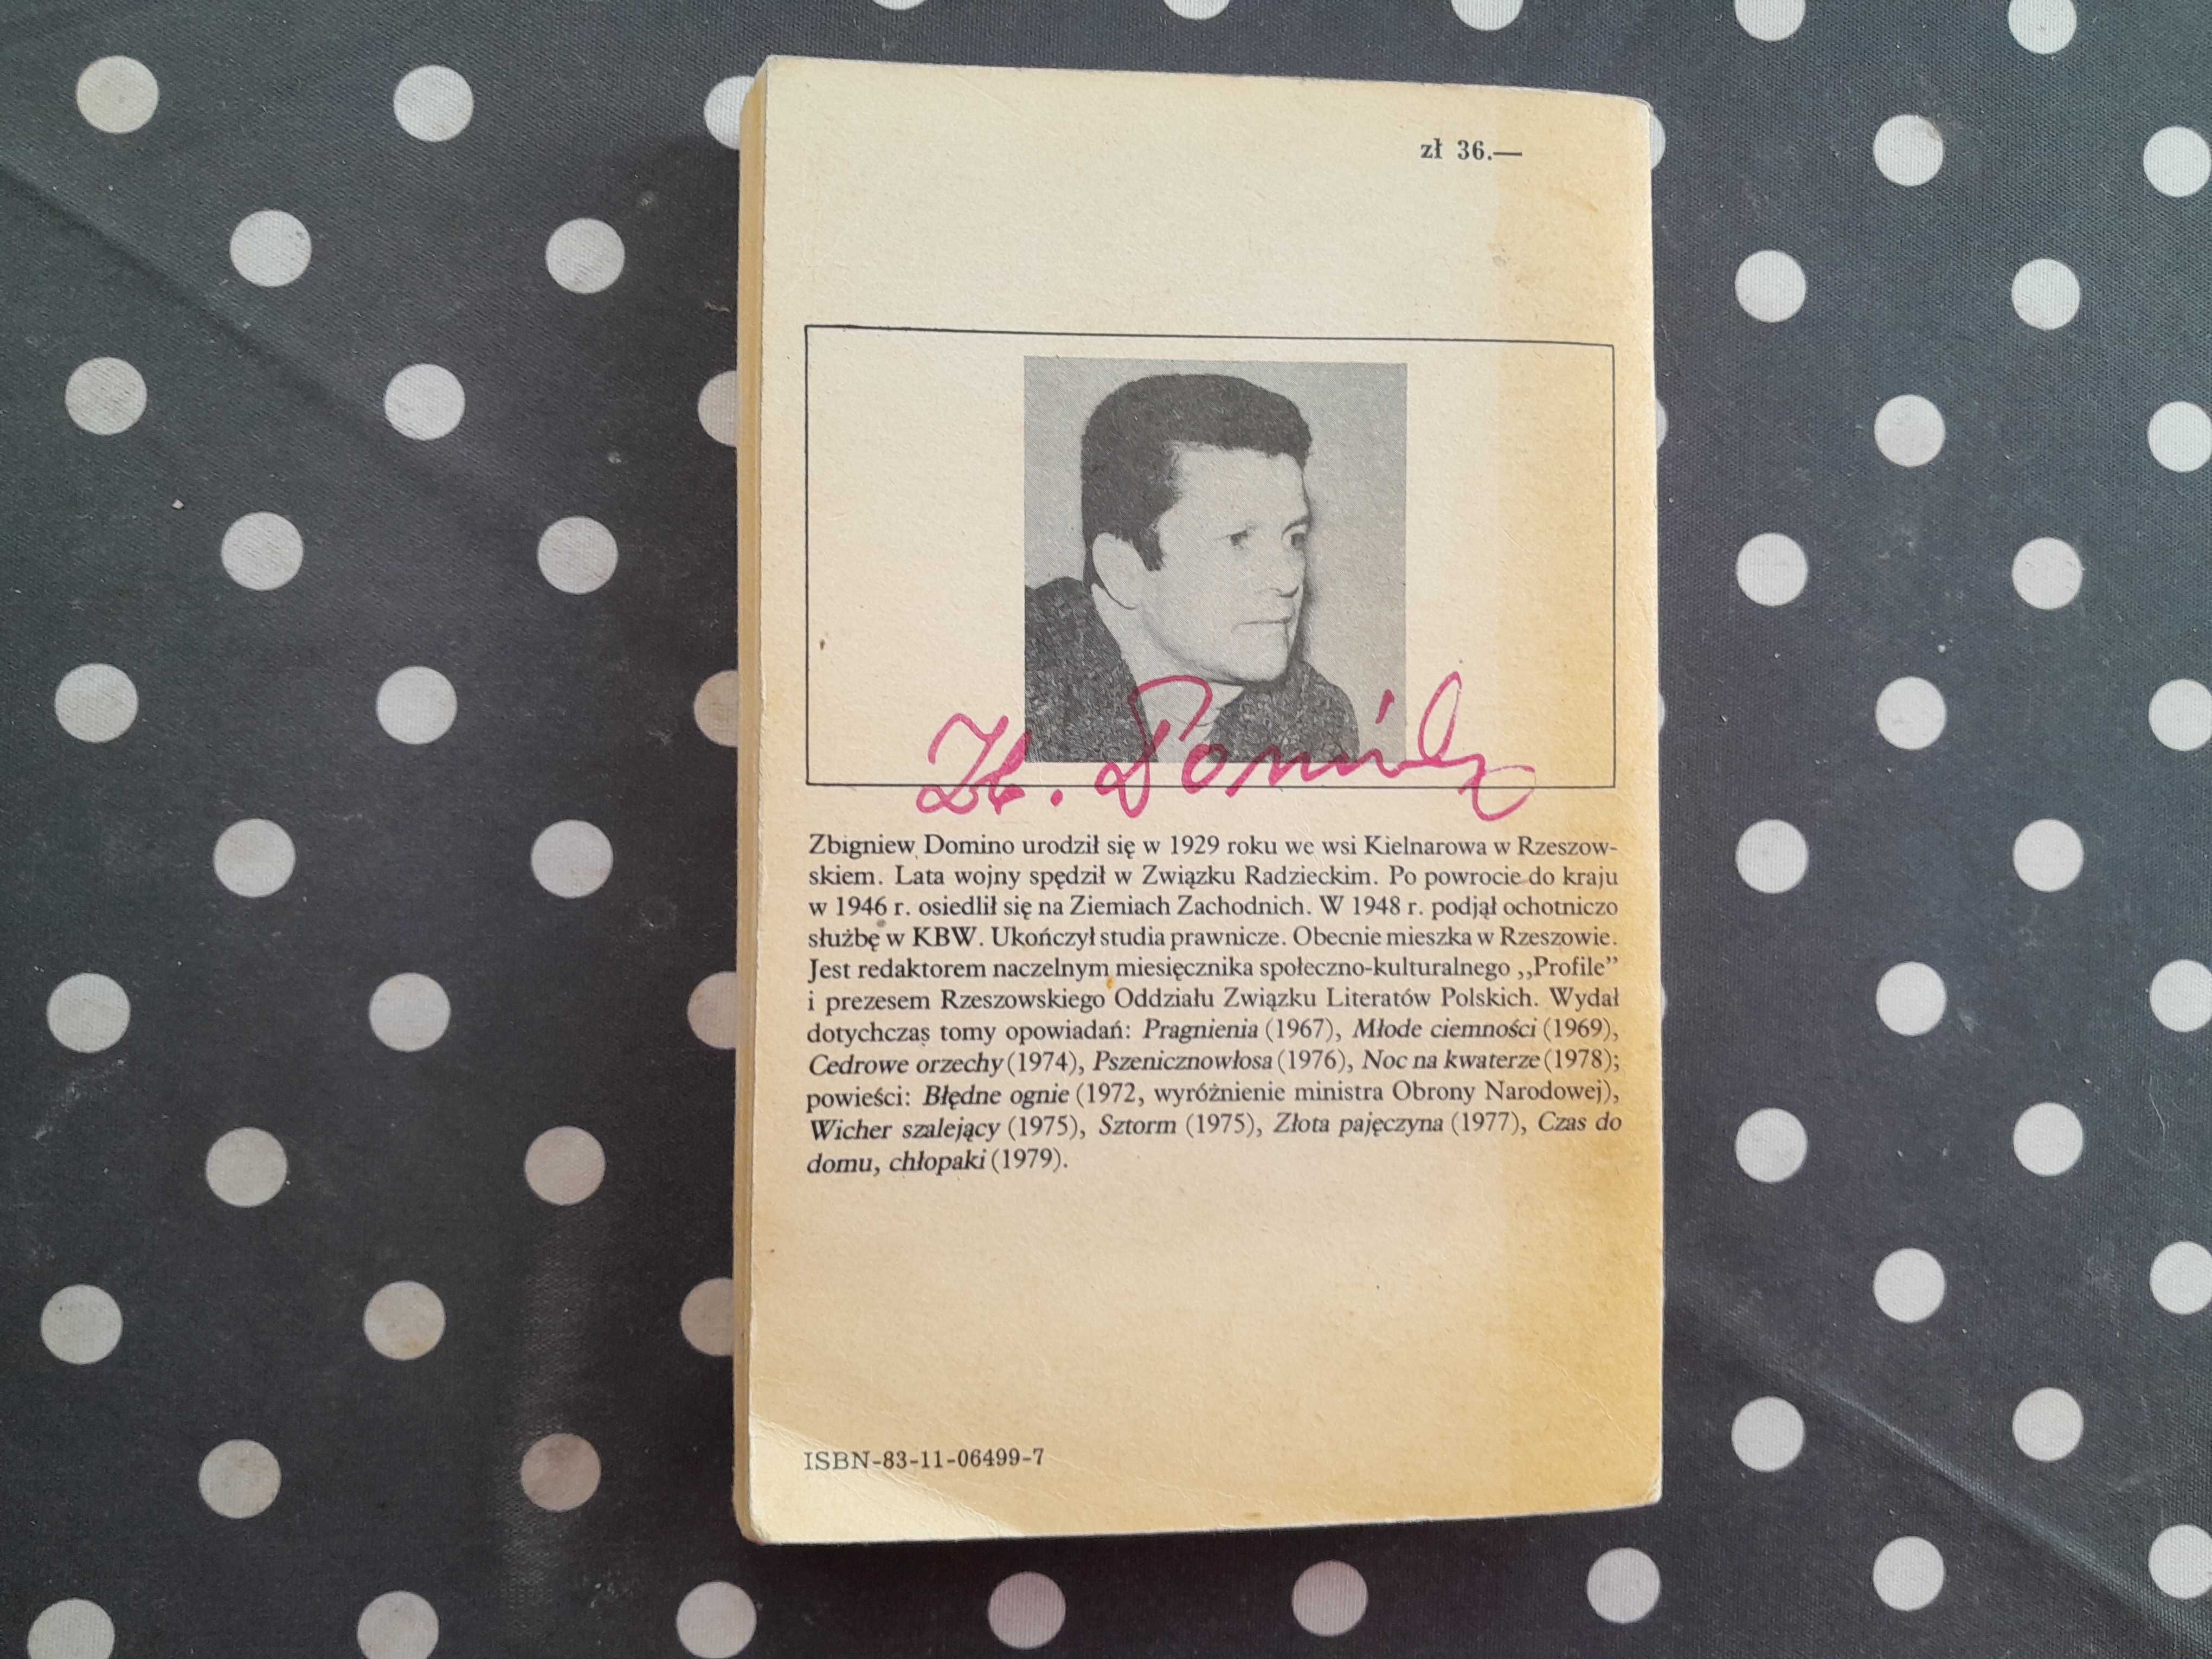 zł 36.—
Zb. Domino
Zbigniew Domino urodził się w 1929 roku we wsi Kielnarowa w Rzeszow-
skiem. Lata wojny spędził w Związku Radzieckim. Po powrocie do kraju
w 1946 r. osiedlił się na Ziemiach Zachodnich. W 1948 r. podjął ochotniczo
służbę w KBW. Ukończył studia prawnicze. Obecnie mieszka w Rzeszowie.
Jest redaktorem naczelnym miesięcznika społeczno-kulturalnego ,,Profile”
i prezesem Rzeszowskiego Oddziału Związku Literatów Polskich. Wydał
dotychczas tomy opowiadań: Pragnienia (1967), Młode ciemności (1969),
Cedrowe orzechy (1974), Pszenicznowłosa (1976), Noc na kwaterze (1978);
powieści: Błędne ognie (1972, wyróżnienie ministra Obrony Narodowej),
Wicher szalejący (1975), Sztorm (1975), Złota pajęczyna (1977), Czas do
domu, chłopaki (1979).
ISBN-83-11-06499-7